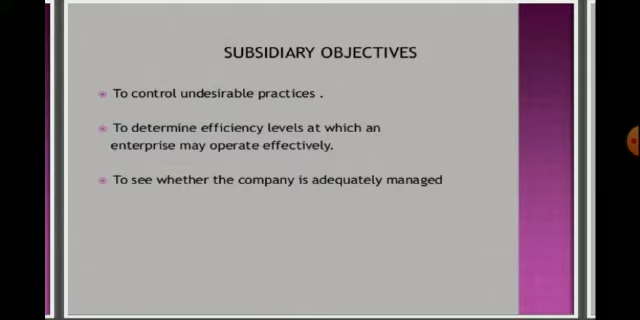 SUBSIDIARY OBJECTIVES
To control undesirable practices .
To determine efficiency levels at which an
enterprise may operate effectively.
To see whether the company is adequately managed